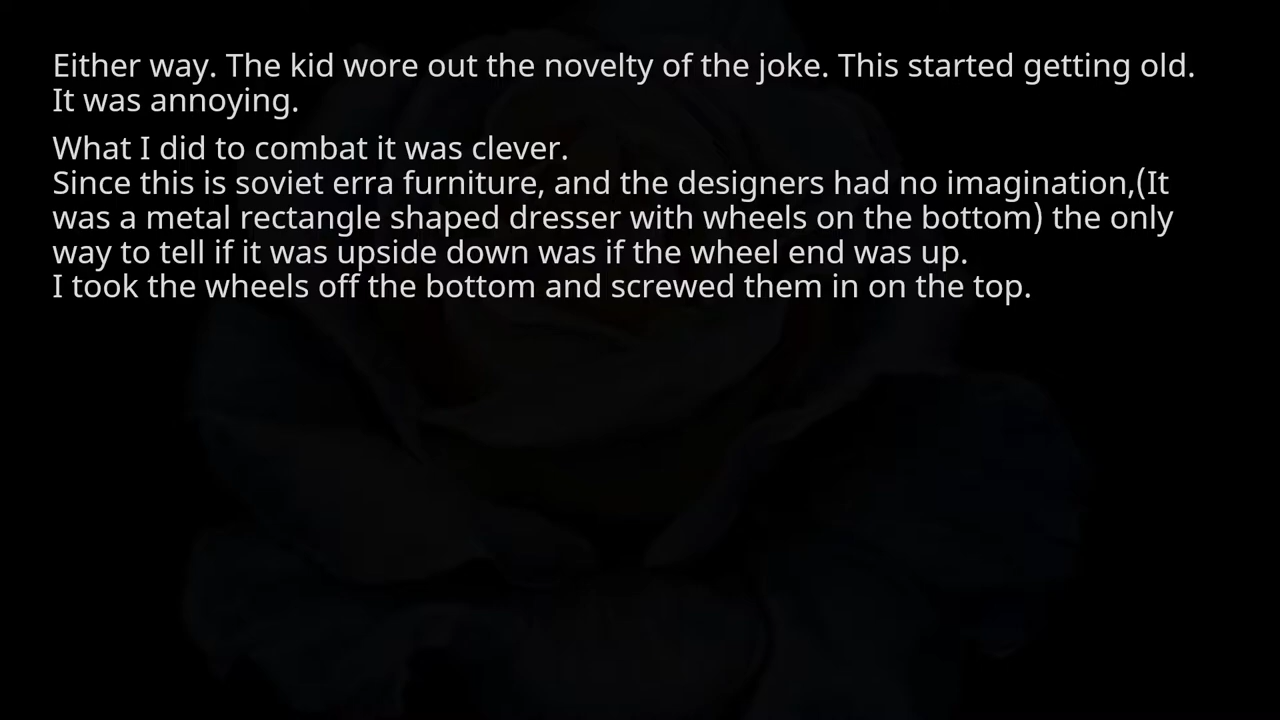 Either way. The kid wore out the novelty of the joke. This started getting old.
It was annoying.
What I did to combat it was clever.
Since this is soviet erra furniture, and the designers had no imagination,(It
was a metal rectangle shaped dresser with wheels on the bottom) the only
way to tell if it was upside down was if the wheel end was up.
I took the wheels off the bottom and screwed them in on the top.